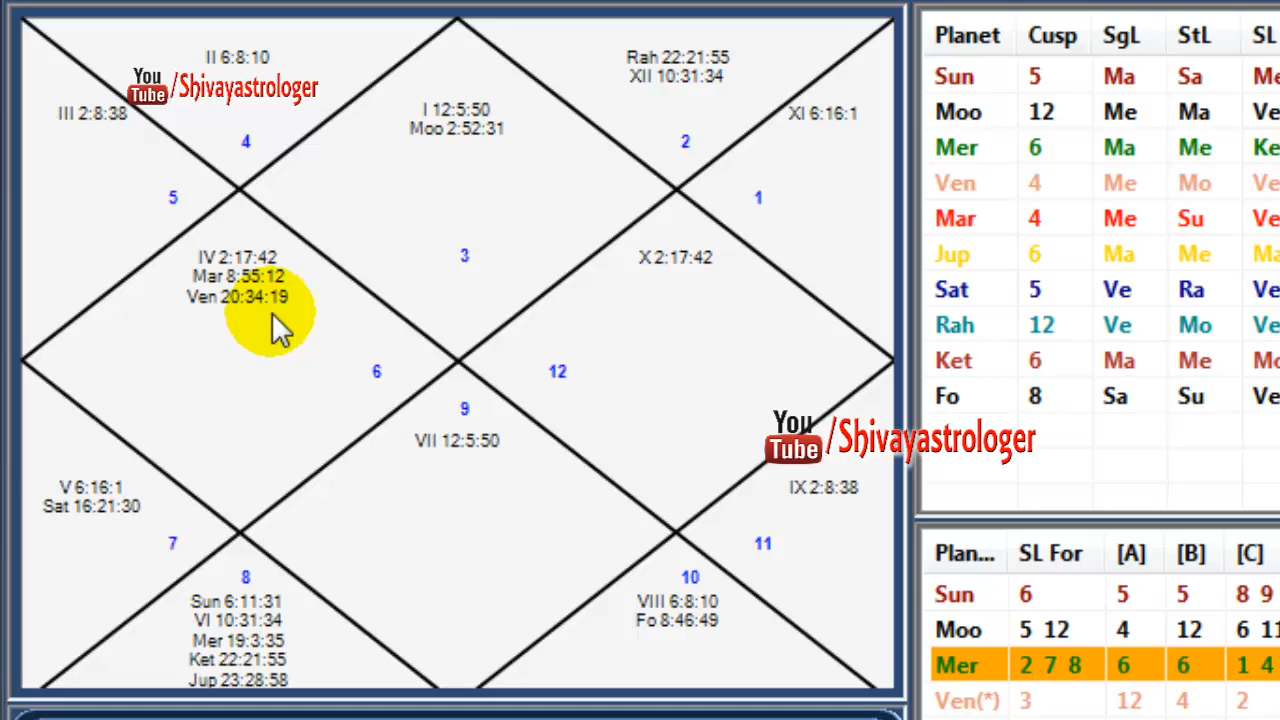 II 6:8:10
You Tube /Shivayastrologer
III 2:8:38
4
5
I 12:5:50
Moo 2:52:31
Rah 22:21:55
XII 10:31:34
XI 6:16:1
2
1
3
IV 2:17:42
Mar 8:55:12
Ven 20:34:19
X 2:17:42
6
12
9
VII 12:5:50
V 6:16:1
Sat 16:21:30
7
8
Sun 6:11:31
VI 10:31:34
Mer 19:3:35
Ket 22:21:55
Jup 23:28:58
IX 2:8:38
11
10
VIII 6:8:10
Fo 8:46:49
Planet Cusp SgL StL SL
Sun 5 Ma Sa Me
Moo 12 Me Ma Ve
Mer 6 Ma Me Ke
Ven 4 Me Mo Ve
Mar 4 Me Su Ve
Jup 6 Ma Me Ma
Sat 5 Ve Ra Ve
Rah 12 Ve Mo Ve
Ket 6 Ma Me Mo
Fo 8 Sa Su Ve
You Tube /Shivayastrologer
Plan... SL For [A] [B] [C]
Sun 6 5 5 8 9
Moo 5 12 4 12 6 11
Mer 2 7 8 6 6 1 4
Ven(*) 3 12 4 2